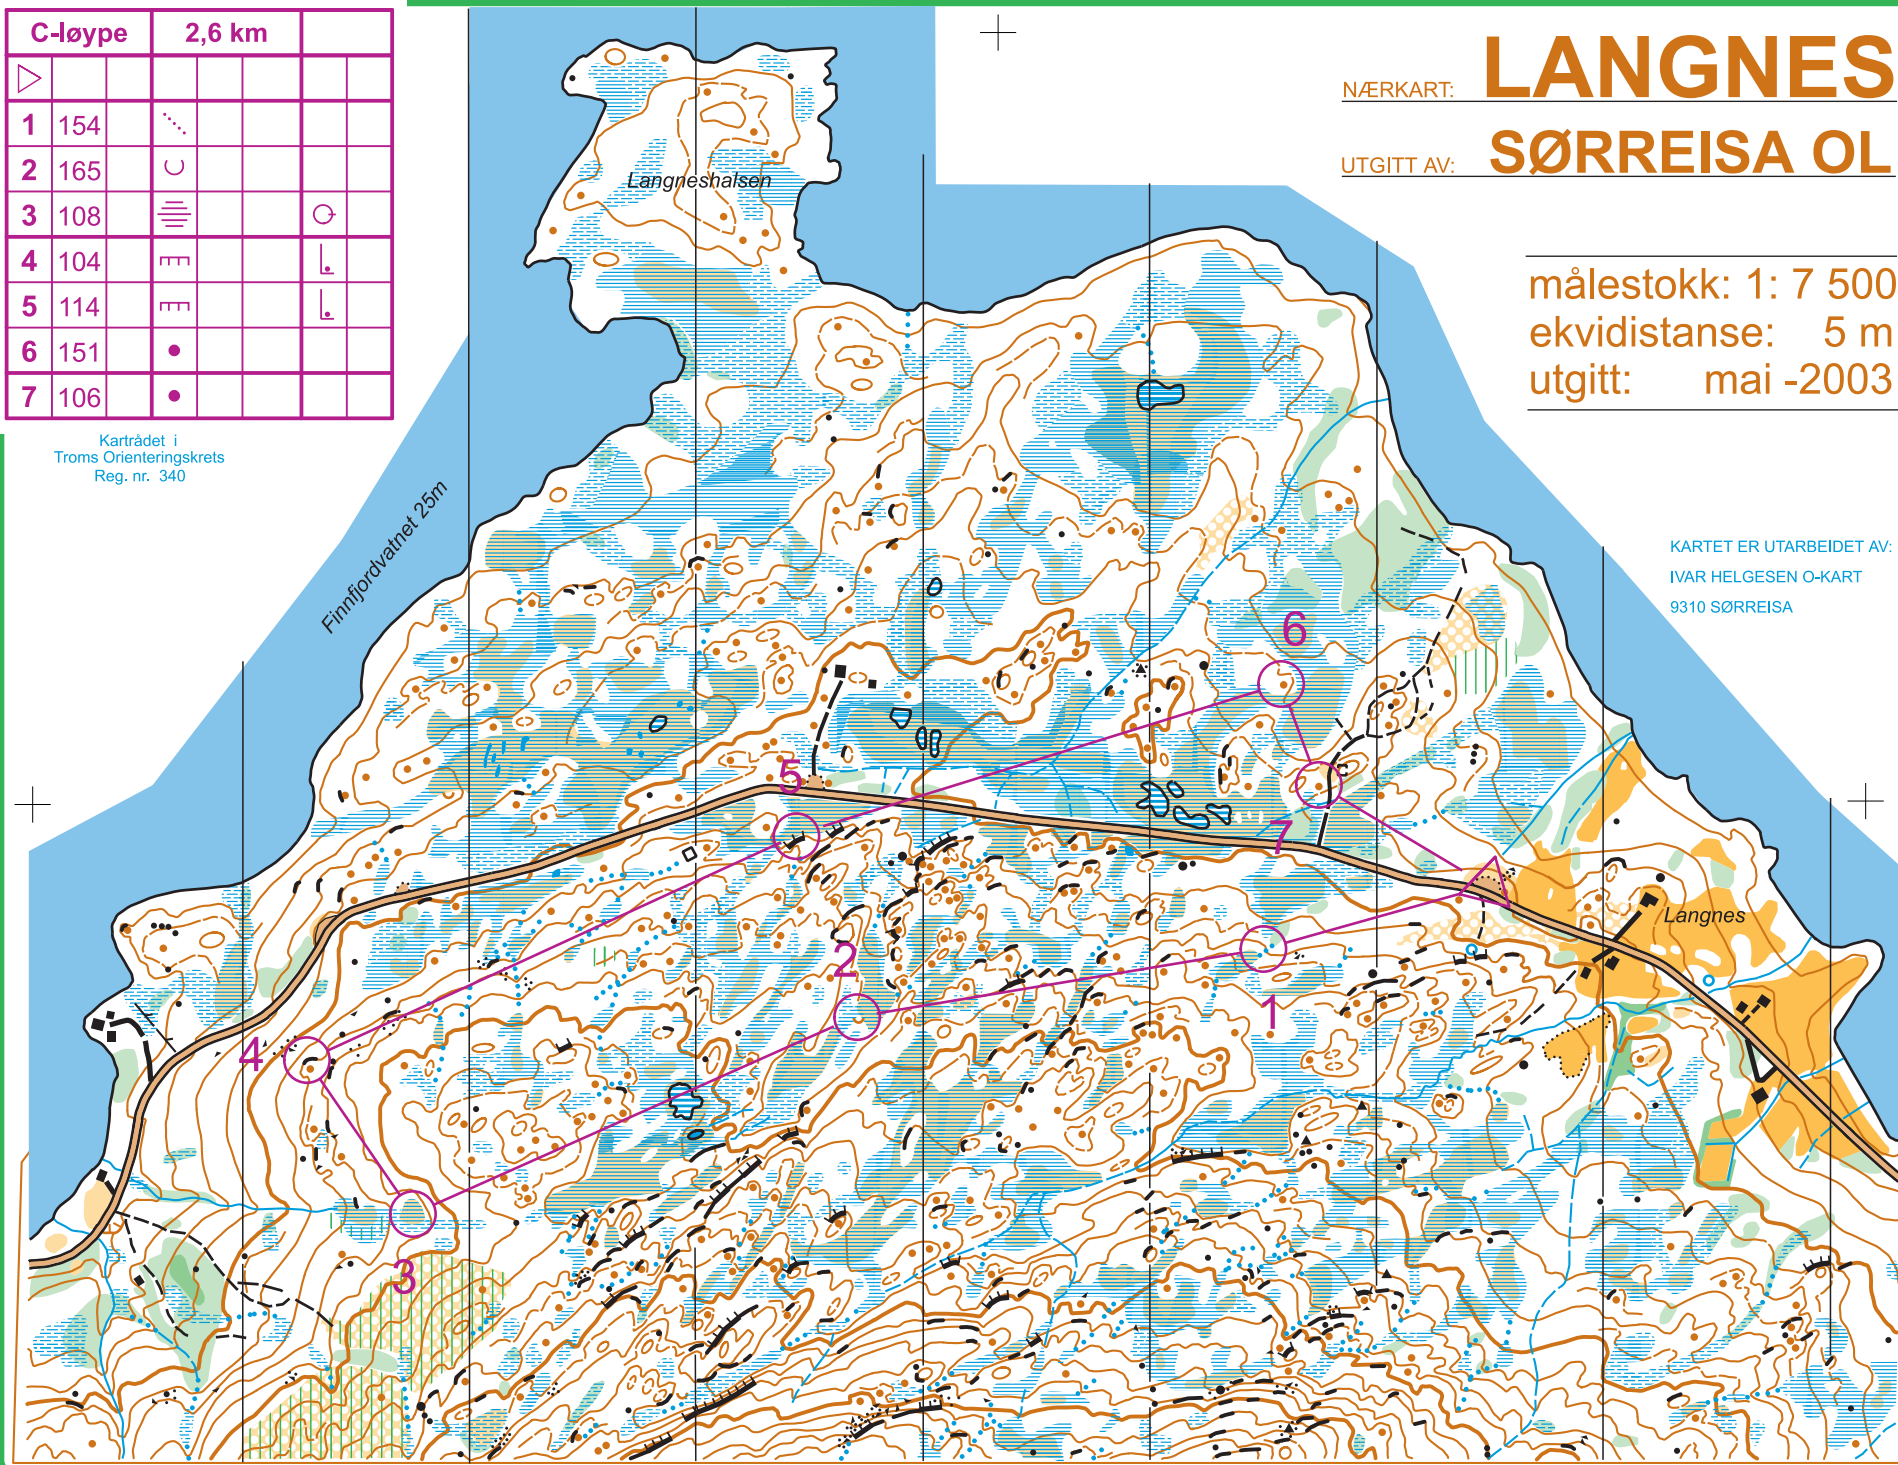 C-løype 2,6 km
1 154
2 165
3 108
4 104
5 114
6 151
7 106
Kartrådet i
Troms Orienteringskrets
Reg. nr. 340
NÆRKART: LANGNES
UTGITT AV: SØRREISA OL
målestokk: 1: 7 500
ekvidistanse: 5 m
utgitt: mai -2003
KARTET ER UTARBEIDET AV:
IVAR HELGESEN O-KART
9310 SØRREISA
Langneshalsen
Finnfjordvatnet 25m
6
5
7
Langnes
2
1
4
3